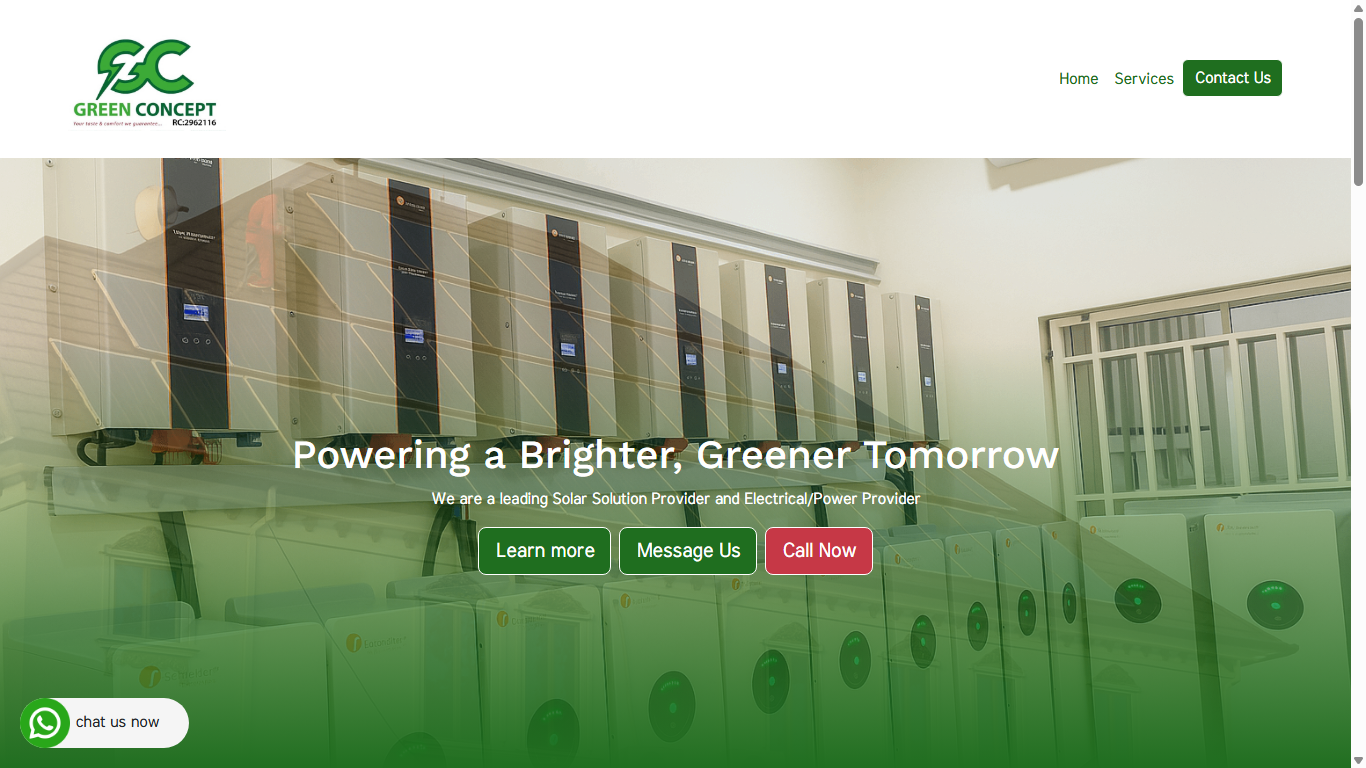 GC
GREEN CONCEPT
Your taste & comfort we guarantee....
RC:2962116
Home
Services
Contact Us
Powering a Brighter, Greener Tomorrow
We are a leading Solar Solution Provider and Electrical/Power Provider
Learn more
Message Us
Call Now
chat us now